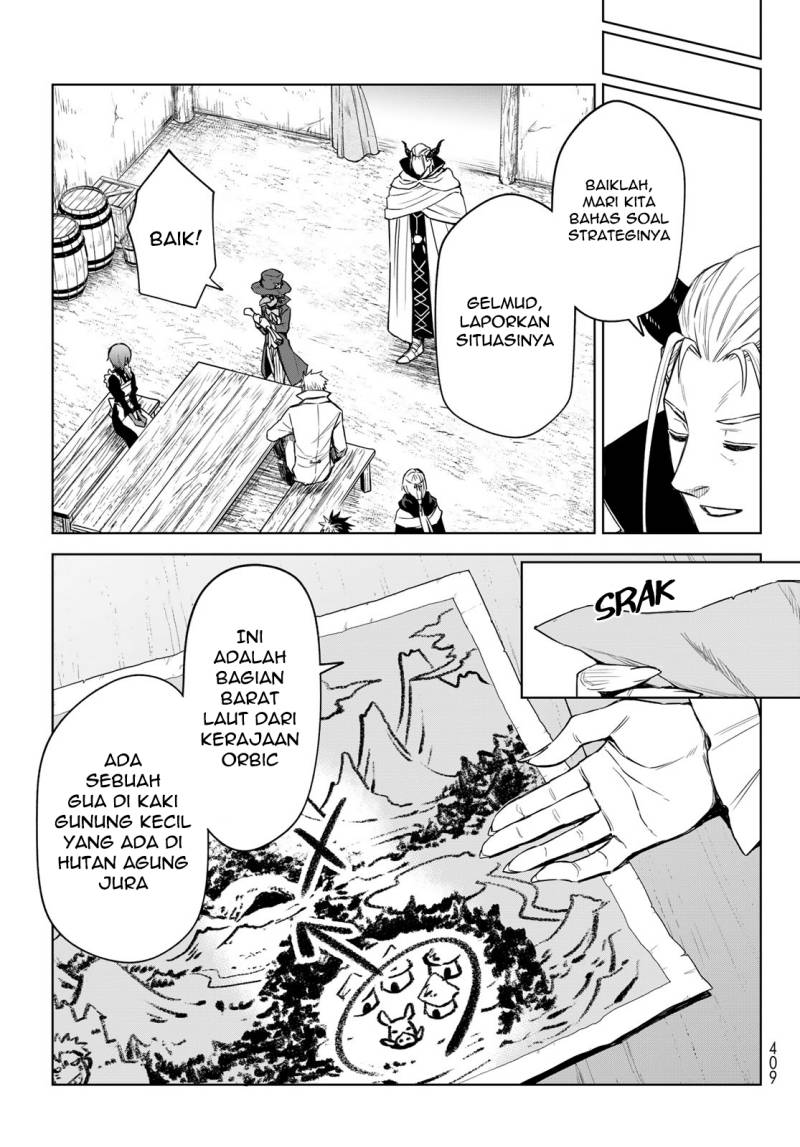 BAIKLAH,
MARI KITA
BAHAS SOAL
STRATEGINYA
GELMUD,
LAPORKAN
SITUASINYA
BAIK!
SRAK
INI
ADALAH
BAGIAN
BARAT
LAUT DARI
KERAJAAN
ORBIC
ADA
SEBUAH
GUA DI KAKI
GUNUNG KECIL
YANG ADA DI
HUTAN AGUNG
JURA
409